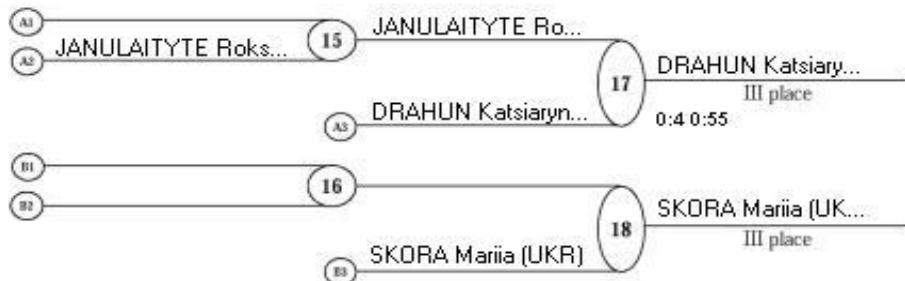 A1
JANULAITYTE Ro...
15
A2
JANULAITYTE Roks...
17
DRAHUN Katsiary...
III place
A3
DRAHUN Katsiaryn...
0:4 0:55
B1
16
B2
SKORA Mariia (UK...
18
III place
B3
SKORA Mariia (UKR)